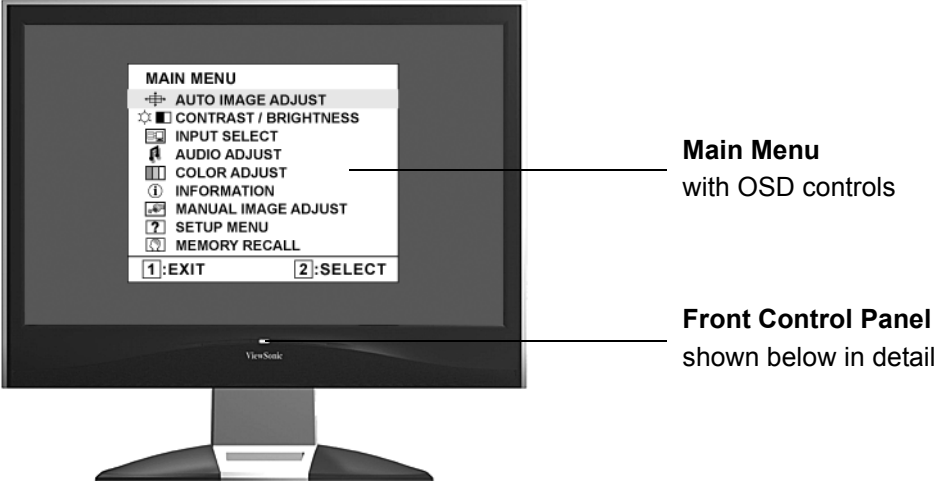 MAIN MENU
AUTO IMAGE ADJUST
CONTRAST / BRIGHTNESS
INPUT SELECT
AUDIO ADJUST
COLOR ADJUST
INFORMATION
MANUAL IMAGE ADJUST
SETUP MENU
MEMORY RECALL
1:EXIT 2:SELECT
ViewSonic
Main Menu
with OSD controls
Front Control Panel
shown below in detail